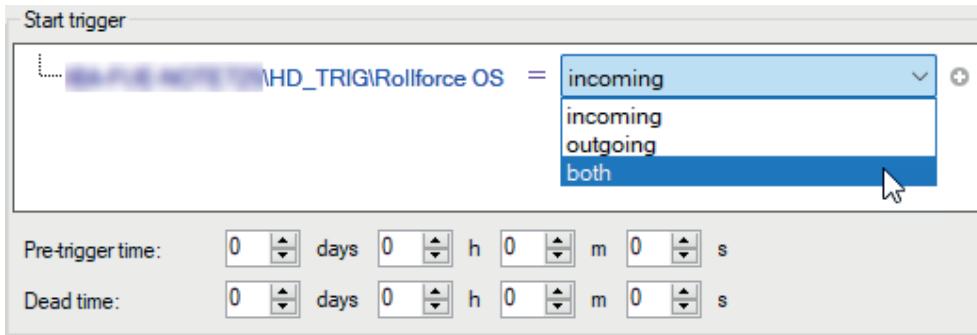 Start trigger
\HD_TRIG\Rollforce OS = incoming
incoming
outgoing
both
Pre-trigger time: 0 days 0 h 0 m 0 s
Dead time: 0 days 0 h 0 m 0 s